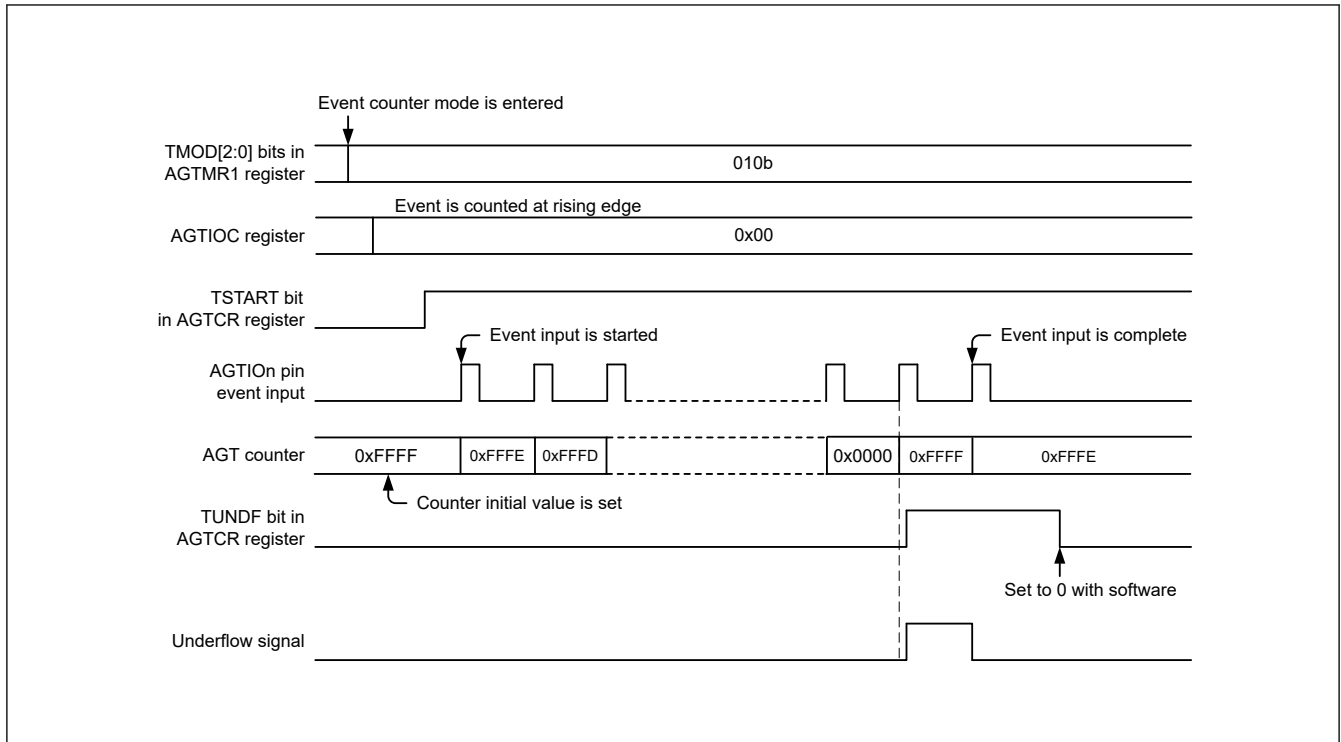 Event counter mode is entered
TMOD[2:0] bits in
AGTMR1 register
010b
Event is counted at rising edge
AGTIOC register
0x00
TSTART bit
in AGTCR register
Event input is started
Event input is complete
AGTIOn pin
event input
AGT counter
0xFFFF
0xFFFE
0xFFFD
0x0000
0xFFFF
0xFFFE
Counter initial value is set
TUNDF bit in
AGTCR register
Set to 0 with software
Underflow signal